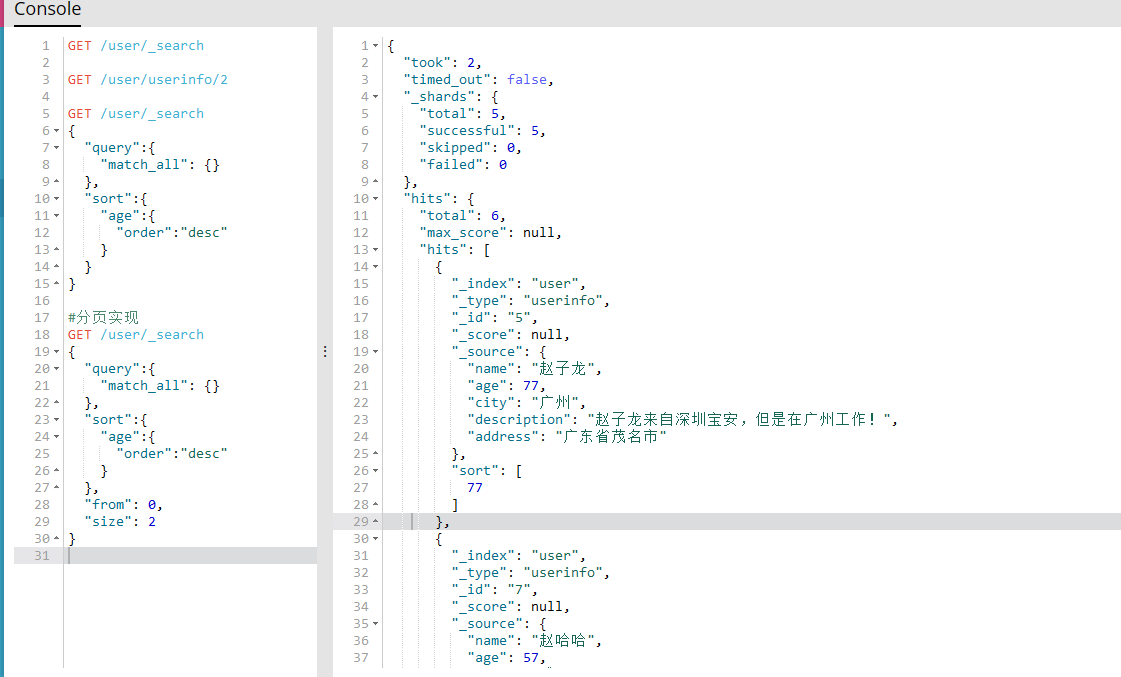 Console
1 GET /user/_search
2
3 GET /user/userinfo/2
4
5 GET /user/_search
6 {
7 "query":{
8 "match_all": {}
9 },
10 "sort":{
11 "age":{
12 "order":"desc"
13 }
14 }
15 }
16
17 #分页实现
18 GET /user/_search
19 {
20 "query":{
21 "match_all": {}
22 },
23 "sort":{
24 "age":{
25 "order":"desc"
26 }
27 },
28 "from": 0,
29 "size": 2
30 }
31
1 {
2 "took": 2,
3 "timed_out": false,
4 "_shards": {
5 "total": 5,
6 "successful": 5,
7 "skipped": 0,
8 "failed": 0
9 },
10 "hits": {
11 "total": 6,
12 "max_score": null,
13 "hits": [
14 {
15 "_index": "user",
16 "_type": "userinfo",
17 "_id": "5",
18 "_score": null,
19 "_source": {
20 "name": "赵子龙",
21 "age": 77,
22 "city": "广州",
23 "description": "赵子龙来自深圳宝安，但是在广州工作！",
24 "address": "广东省茂名市"
25 },
26 "sort": [
27 77
28 ]
29 },
30 {
31 "_index": "user",
32 "_type": "userinfo",
33 "_id": "7",
34 "_score": null,
35 "_source": {
36 "name": "赵哈哈",
37 "age": 57,